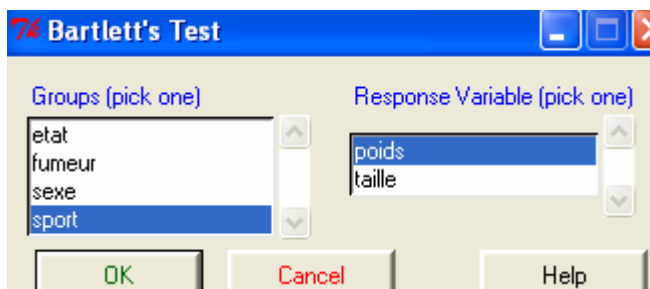 Bartlett's Test
Groups (pick one)
Response Variable (pick one)
etat
fumeur
sexe
sport
poids
taille
OK
Cancel
Help